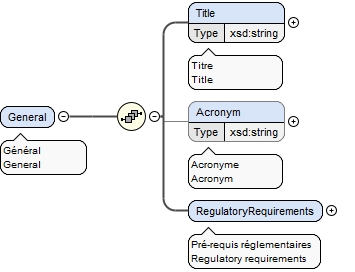 Title
Type xsd:string
Titre
Title
General
Général
General
Acronym
Type xsd:string
Acronyme
Acronym
RegulatoryRequirements
Pré-requis réglementaires
Regulatory requirements